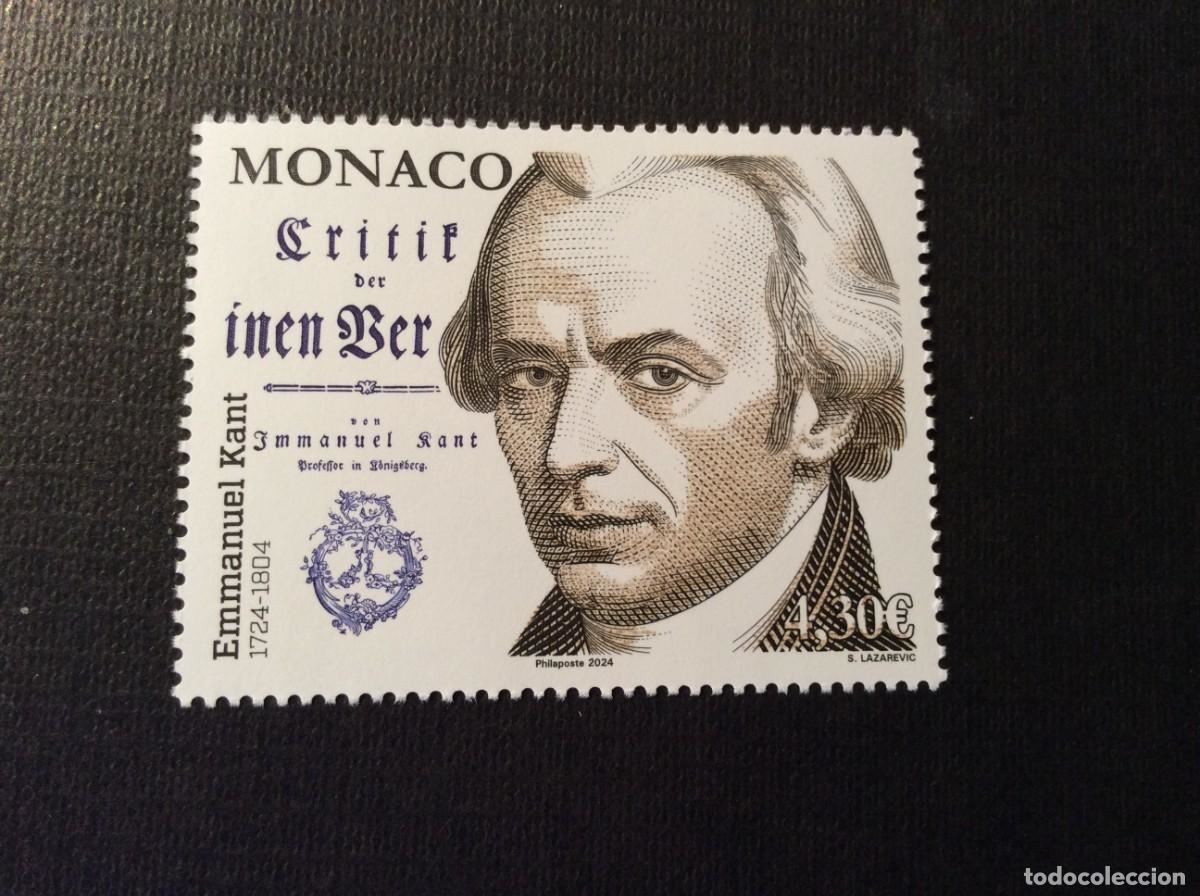 MONACO
Critik
der
inen Ver
von
Immanuel Kant
Professor in Königsberg.
Emmanuel Kant
1724-1804
4,30€
Philaposte 2024
S. LAZAREVIC
todocoleccion